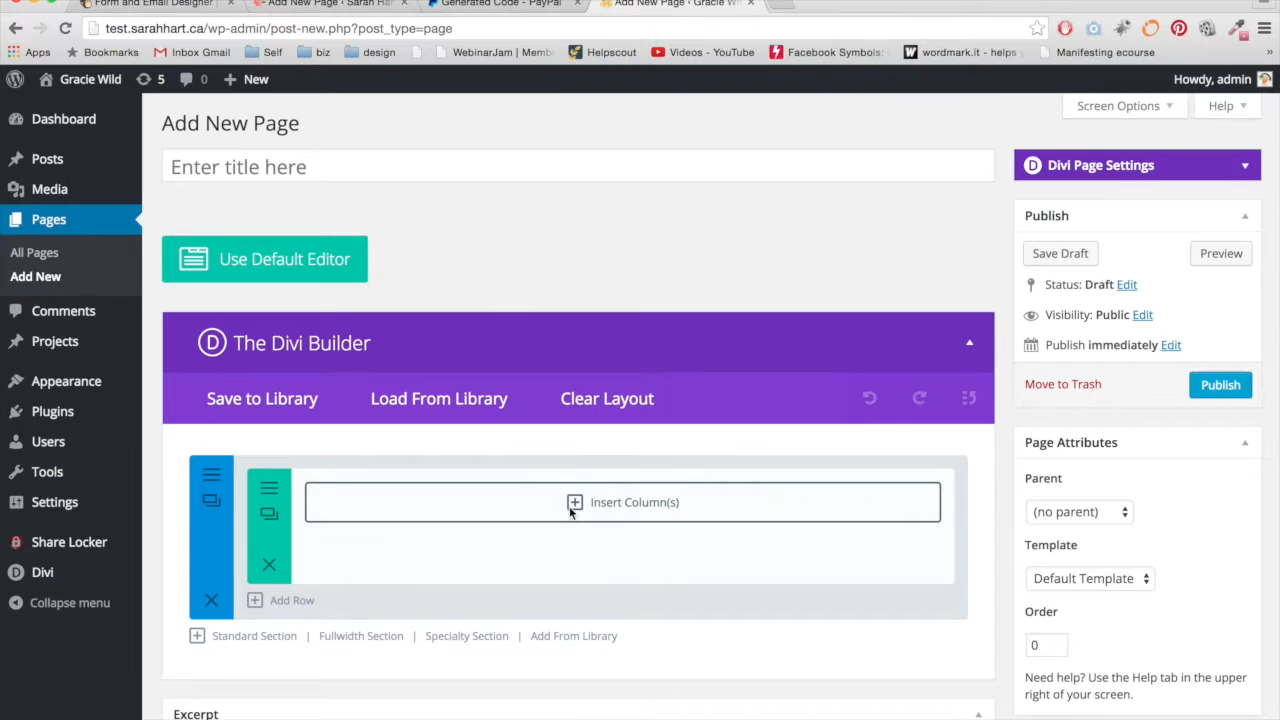 Form and Email Designer
Add New Page ‹ Sarah Har
Generated Code - PayPal
Add New Page ‹ Gracie Wil
test.sarahhart.ca/wp-admin/post-new.php?post_type=page
Apps
Bookmarks
Inbox Gmail
Self
biz
design
WebinarJam | Memb
Helpscout
Videos - YouTube
Facebook Symbols:
wordmark.it - helps
Manifesting ecourse
»
Gracie Wild
5
0
New
Howdy, admin
Dashboard
Posts
Media
Pages
All Pages
Add New
Comments
Projects
Appearance
Plugins
Users
Tools
Settings
Share Locker
Divi
Collapse menu
Screen Options
Help
Add New Page
Enter title here
Use Default Editor
D The Divi Builder
Save to Library
Load From Library
Clear Layout
Insert Column(s)
Add Row
Standard Section | Fullwidth Section | Specialty Section | Add From Library
Excerpt
D Divi Page Settings
Publish
Save Draft
Preview
Status: Draft Edit
Visibility: Public Edit
Publish immediately Edit
Move to Trash
Publish
Page Attributes
Parent
(no parent)
Template
Default Template
Order
0
Need help? Use the Help tab in the upper
right of your screen.